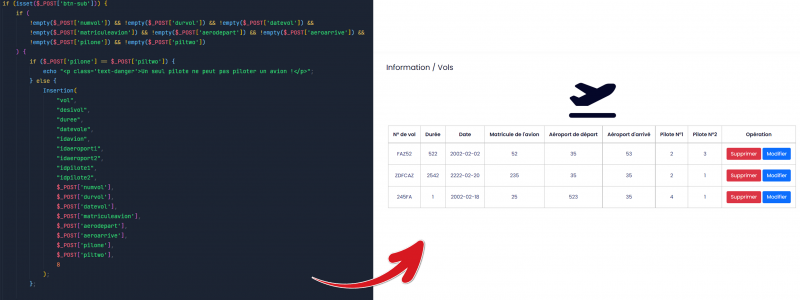 if (isset($_POST['btn-sub'])) {
if (
!empty($_POST['numvol']) && !empty($_POST['durvol']) && !empty($_POST['datevol']) &&
!empty($_POST['matriculeavion']) && !empty($_POST['aerodepart']) && !empty($_POST['aeroarrive']) &&
!empty($_POST['pilone']) && !empty($_POST['piltwo'])
) {
if ($_POST['pilone'] == $_POST['piltwo']) {
echo "<p class='text-danger'>Un seul pilote ne peut pas piloter un avion !</p>";
} else {
Insertion(
"vol",
"desivol",
"duree",
"datevole",
"idavion",
"idaeroport1",
"idaeroport2",
"idpilote1",
"idpilote2",
$_POST['numvol'],
$_POST['durvol'],
$_POST['datevol'],
$_POST['matriculeavion'],
$_POST['aerodepart'],
$_POST['aeroarrive'],
$_POST['pilone'],
$_POST['piltwo'],
0
);
};
Information / Vols
N° de vol Durée Date Matricule de l'avion Aéroport de départ Aéroport d'arrivé Pilote N°1 Pilote N°2 Opération
FAZ52 522 2002-02-02 52 35 53 2 3 Supprimer Modifier
ZDFCAZ 2542 2222-02-20 235 35 35 2 1 Supprimer Modifier
245FA 1 2002-02-18 25 523 35 4 1 Supprimer Modifier